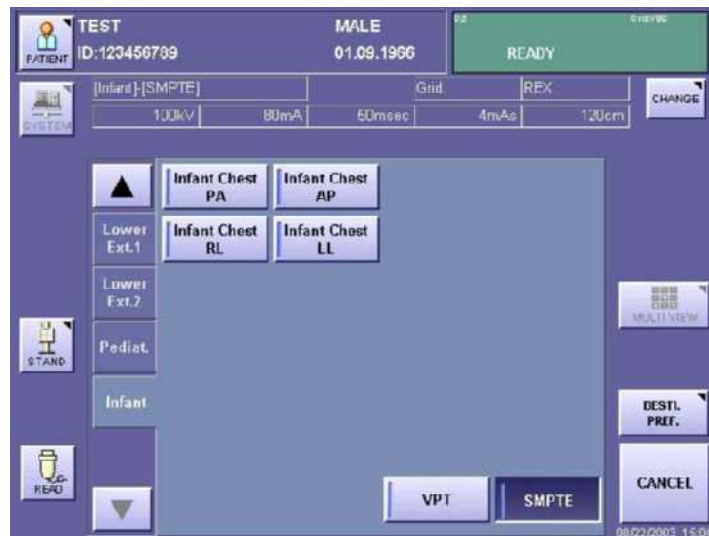 TEST MALE
PATIENT ID:123456789 01.09.1966 READY
[Infant]-[SMPTE] Grid REX
100kV 80mA 60msec 4mAs 120cm
CHANGE
SYSTEM
Infant Chest PA
Infant Chest AP
Lower Ext.1
Infant Chest RL
Infant Chest LL
Lower Ext.2
MULTI VIEW
STAND
Pediat.
Infant
DESTI. PREF.
READ
VPT
SMPTE
CANCEL